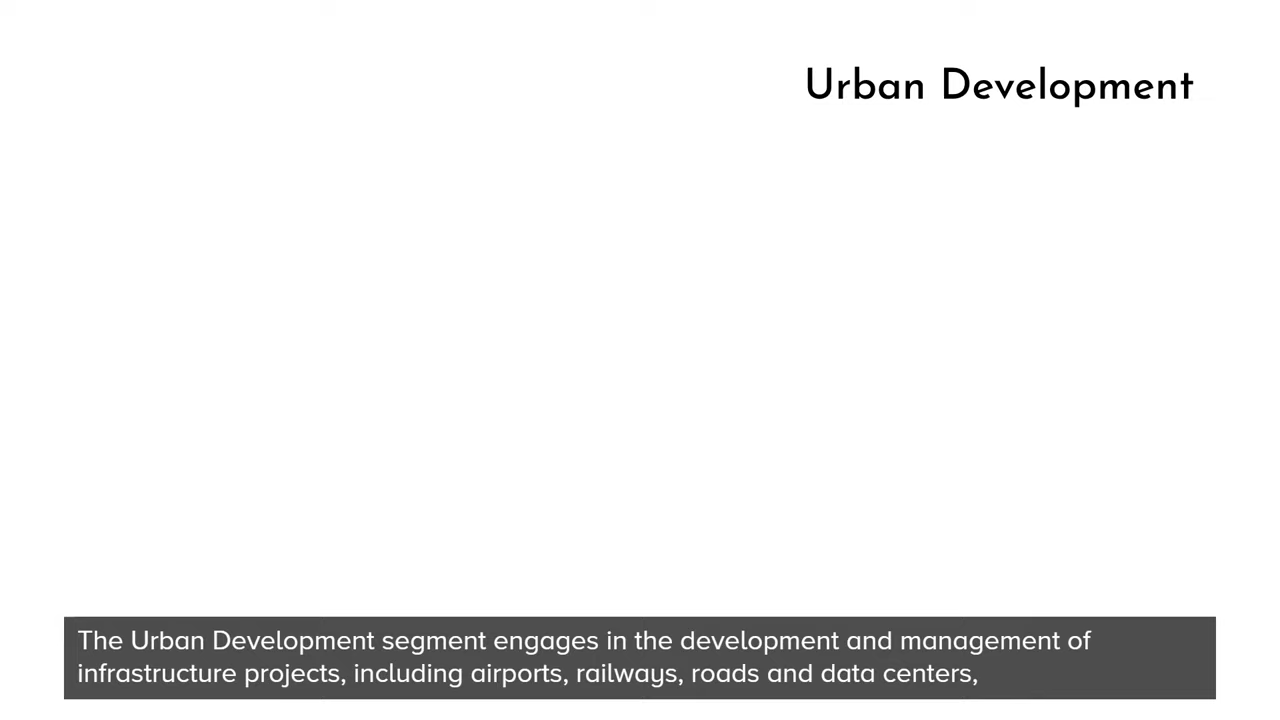 Urban Development
The Urban Development segment engages in the development and management of
infrastructure projects, including airports, railways, roads and data centers,